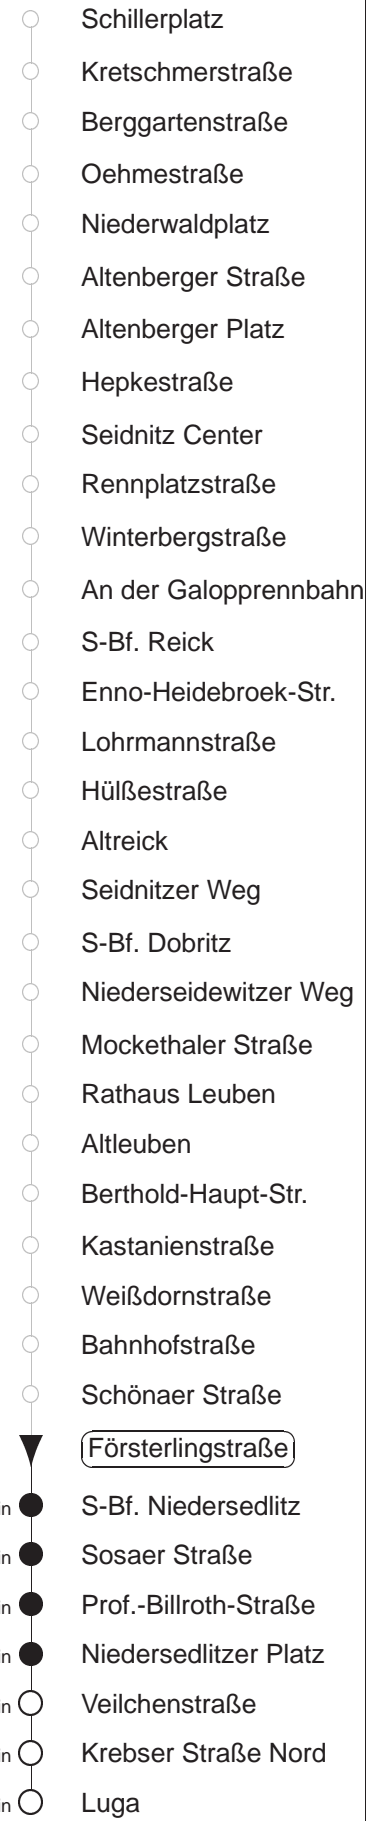 Schillerplatz
Kretschmerstraße
Berggartenstraße
Oehmestraße
Niederwaldplatz
Altenberger Straße
Altenberger Platz
Hepkestraße
Seidnitz Center
Rennplatzstraße
Winterbergstraße
An der Galopprennbahn
S-Bf. Reick
Enno-Heidebroek-Str.
Lohrmannstraße
Hülßestraße
Altreick
Seidnitzer Weg
S-Bf. Dobritz
Niederseidewitzer Weg
Mockethaler Straße
Rathaus Leuben
Altleuben
Berthold-Haupt-Str.
Kastanienstraße
Weißdornstraße
Bahnhofstraße
Schönaer Straße
Försterlingstraße
S-Bf. Niedersedlitz
Sosaer Straße
Prof.-Billroth-Straße
Niedersedlitzer Platz
Veilchenstraße
Krebser Straße Nord
Luga